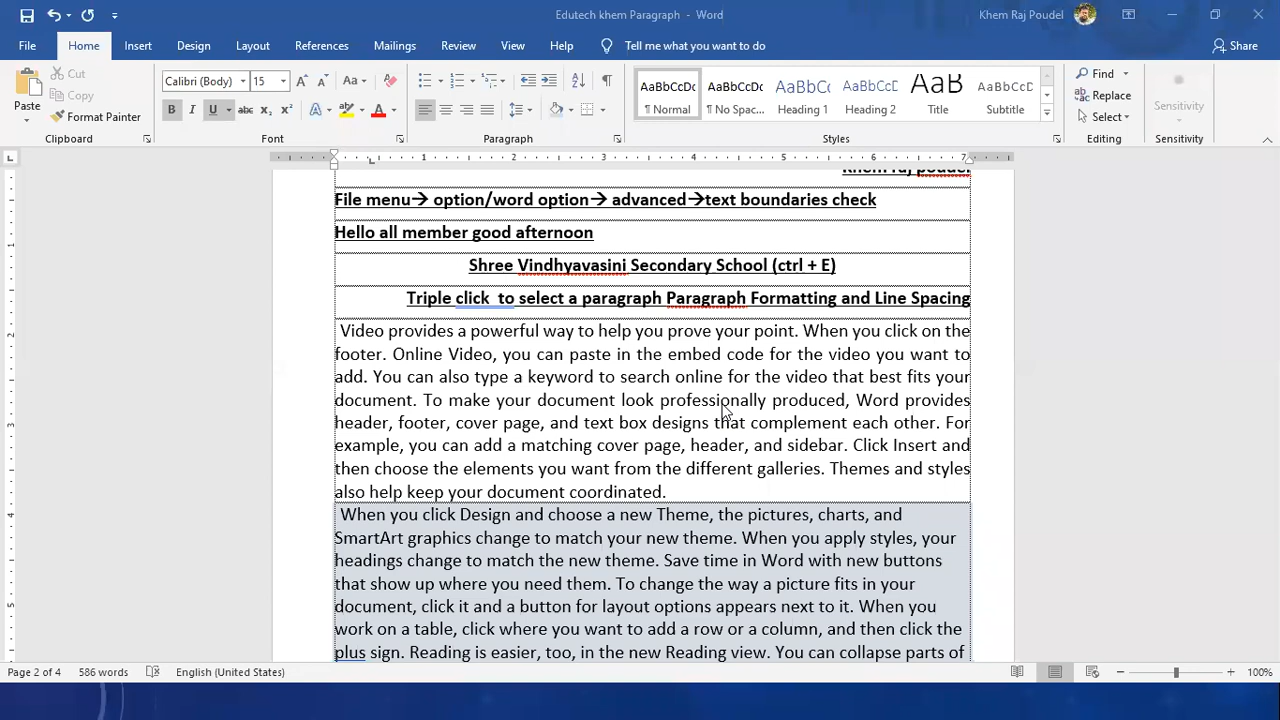 Edutech khem Paragraph - Word
Khem Raj Poudel
File Home Insert Design Layout References Mailings Review View Help Tell me what you want to do Share
Paste
Cut
Copy
Format Painter
Clipboard
Calibri (Body) 15
Font
Paragraph
AaBbCcDc AaBbCcDc AaBbCc AaBbCcC AaB AaBbCcC
¶ Normal ¶ No Spac... Heading 1 Heading 2 Title Subtitle
Styles
Find
Replace
Select
Editing
Sensitivity
Sensitivity
1 2 3 4 5 6 7
Khem raj poudel
File menu→ option/word option→ advanced→text boundaries check
Hello all member good afternoon
Shree Vindhyavasini Secondary School (ctrl + E)
Triple click  to select a paragraph Paragraph Formatting and Line Spacing
Video provides a powerful way to help you prove your point. When you click on the
footer. Online Video, you can paste in the embed code for the video you want to
add. You can also type a keyword to search online for the video that best fits your
document. To make your document look professionally produced, Word provides
header, footer, cover page, and text box designs that complement each other. For
example, you can add a matching cover page, header, and sidebar. Click Insert and
then choose the elements you want from the different galleries. Themes and styles
also help keep your document coordinated.
When you click Design and choose a new Theme, the pictures, charts, and
SmartArt graphics change to match your new theme. When you apply styles, your
headings change to match the new theme. Save time in Word with new buttons
that show up where you need them. To change the way a picture fits in your
document, click it and a button for layout options appears next to it. When you
work on a table, click where you want to add a row or a column, and then click the
plus sign. Reading is easier, too, in the new Reading view. You can collapse parts of
Page 2 of 4 586 words English (United States) 100%